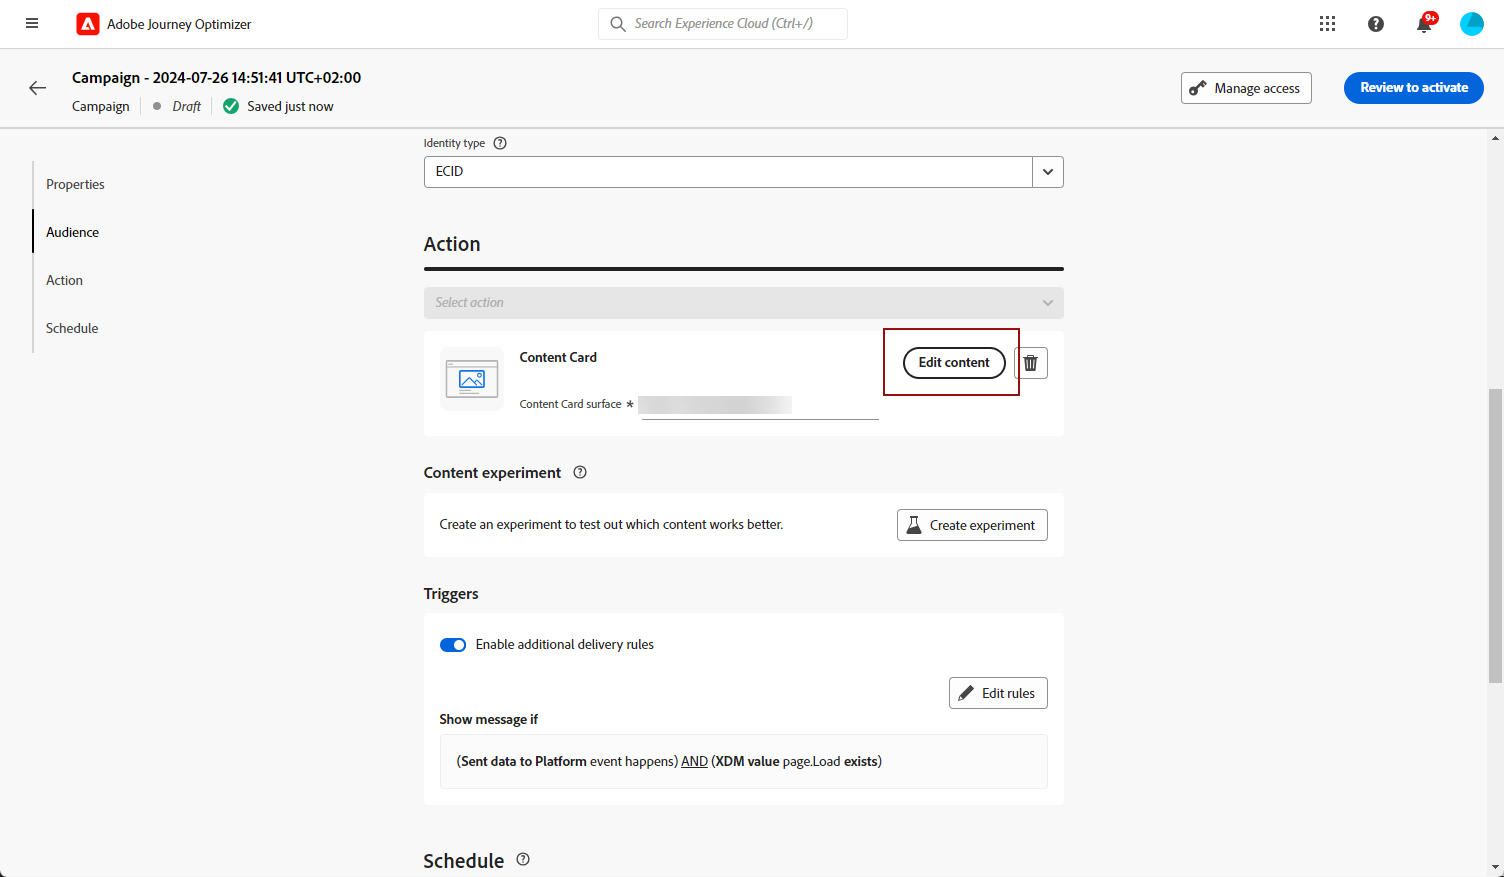 Adobe Journey Optimizer
Search Experience Cloud (Ctrl+/)
9+
Campaign - 2024-07-26 14:51:41 UTC+02:00
Campaign
Draft
Saved just now
Manage access
Review to activate
Properties
Audience
Action
Schedule
Identity type
ECID
Action
Select action
Content Card
Edit content
Content Card surface *
Content experiment
Create an experiment to test out which content works better.
Create experiment
Triggers
Enable additional delivery rules
Edit rules
Show message if
(Sent data to Platform event happens) AND (XDM value page.Load exists)
Schedule